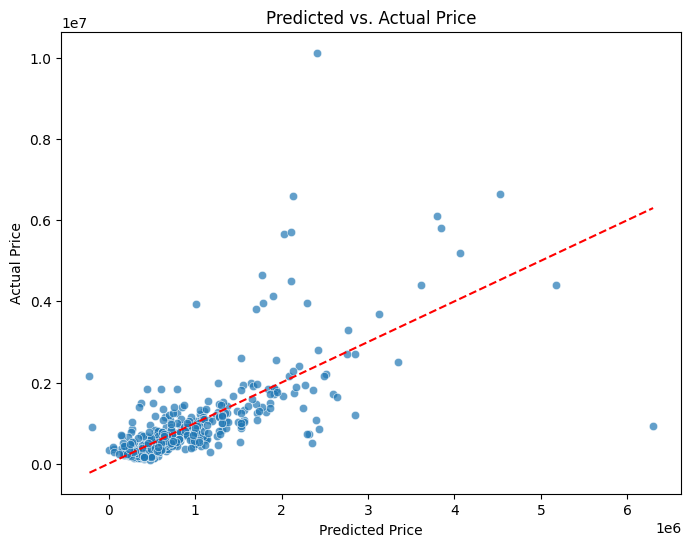 Predicted vs. Actual Price
1e7
1.0
0.8
0.6
0.4
0.2
0.0
Actual Price
0 1 2 3 4 5 6
1e6
Predicted Price